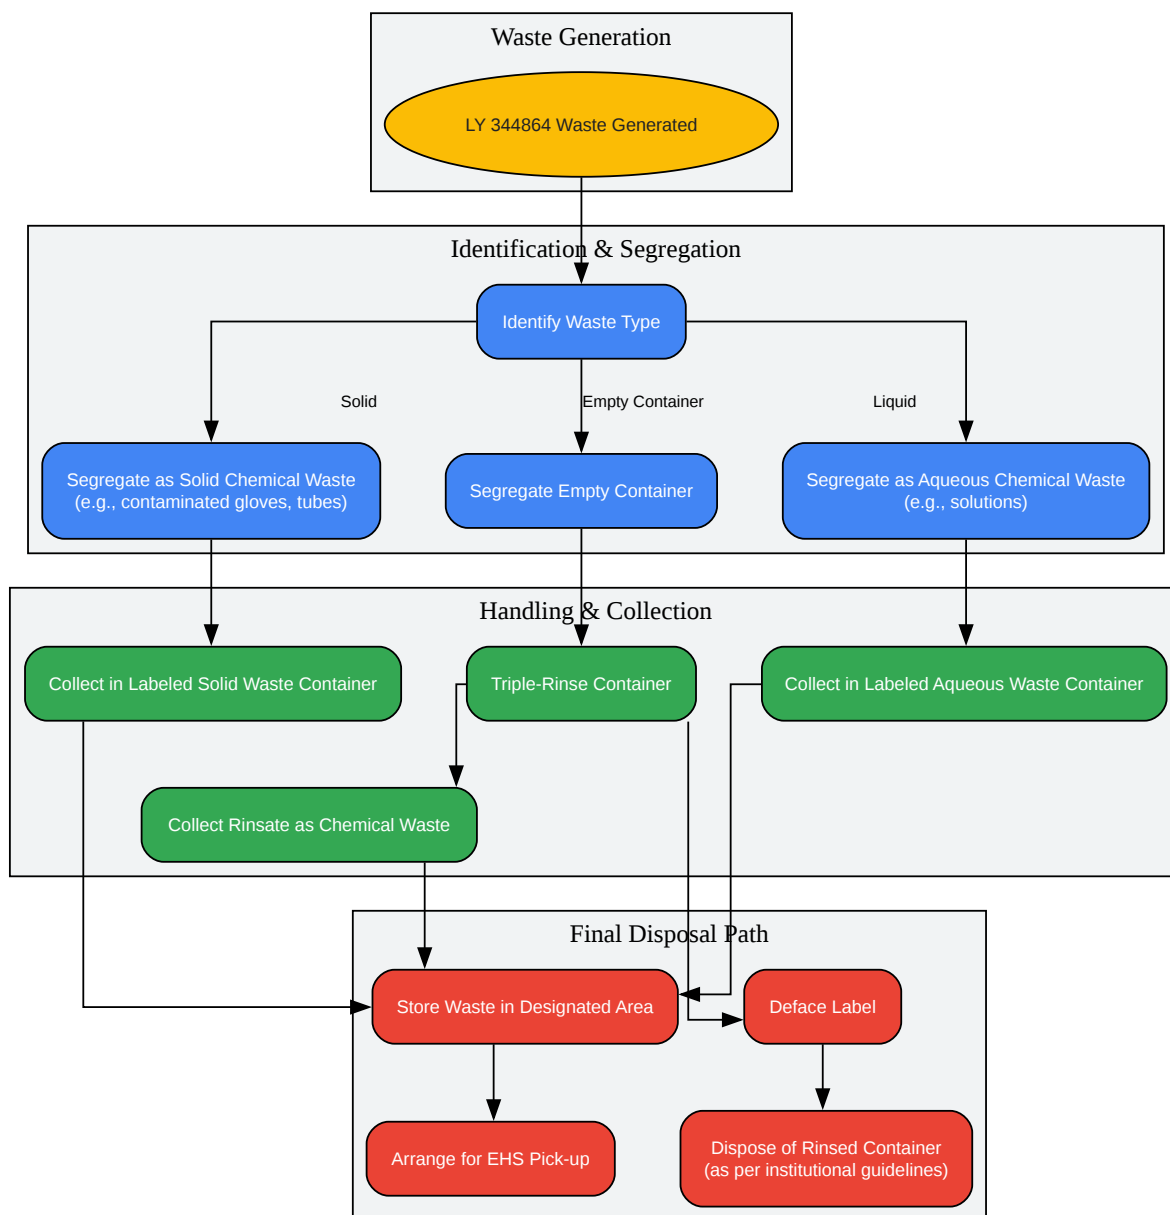 Waste Generation
LY 344864 Waste Generated
Identification & Segregation
Identify Waste Type
Solid
Empty Container
Liquid
Segregate as Solid Chemical Waste
(e.g., contaminated gloves, tubes)
Segregate Empty Container
Segregate as Aqueous Chemical Waste
(e.g., solutions)
Handling & Collection
Collect in Labeled Solid Waste Container
Triple-Rinse Container
Collect in Labeled Aqueous Waste Container
Collect Rinsate as Chemical Waste
Final Disposal Path
Store Waste in Designated Area
Deface Label
Arrange for EHS Pick-up
Dispose of Rinsed Container
(as per institutional guidelines)